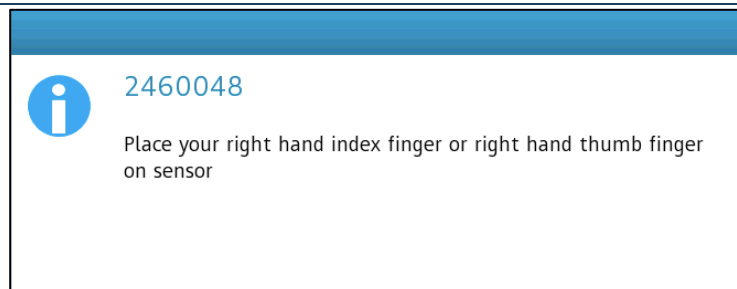 2460048
Place your right hand index finger or right hand thumb finger
on sensor